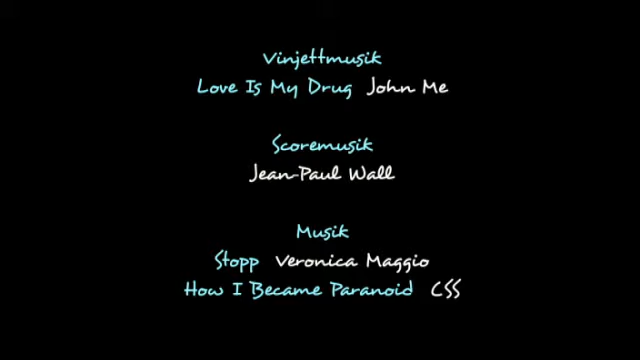 Vinjettmusik
Love Is My Drug John Me
Scoremusik
Jean-Paul Wall
Musik
Stopp Veronica Maggio
How I Became Paranoid CSS